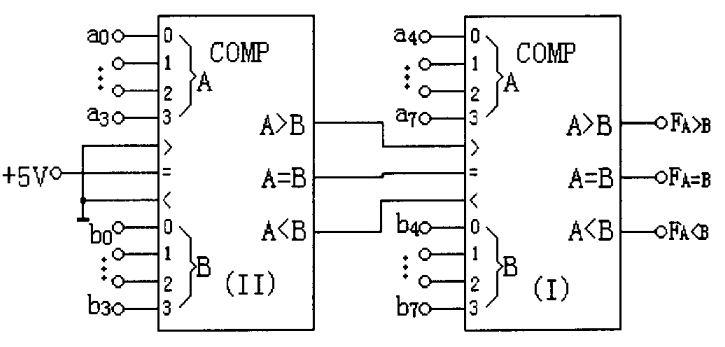 a0 0 COMP a4 0 COMP
1 1
A A
2 2
a3 3 a7 3
A>B A>B FA>B
> >
+5V = A=B = A=B FA=B
< <
A<B A<B FA<B
b0 0 b4 0
1 1
B B
2 (II) 2 (I)
b3 3 b7 3